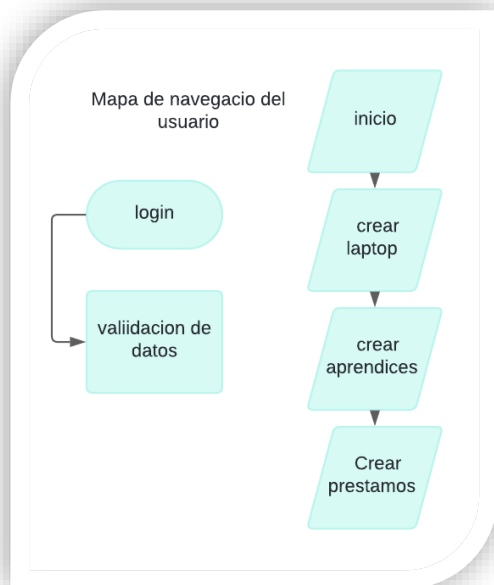 Mapa de navegacio del
usuario
login
valiidacion de
datos
inicio
crear
laptop
crear
aprendices
Crear
prestamos